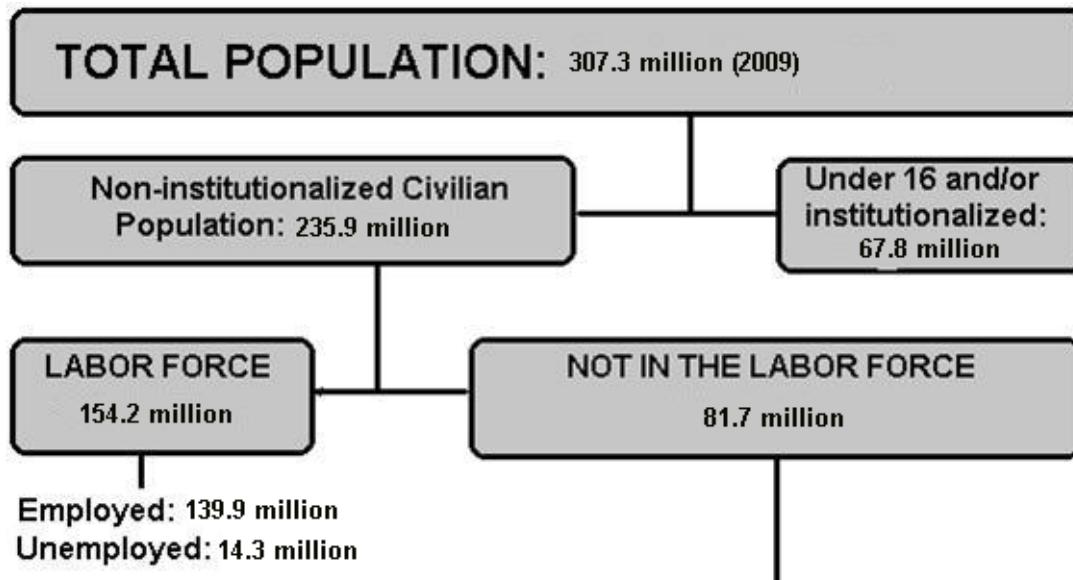 TOTAL POPULATION: 307.3 million (2009)
Non-institutionalized Civilian
Population: 235.9 million
Under 16 and/or
institutionalized:
67.8 million
LABOR FORCE
154.2 million
NOT IN THE LABOR FORCE
81.7 million
Employed: 139.9 million
Unemployed: 14.3 million